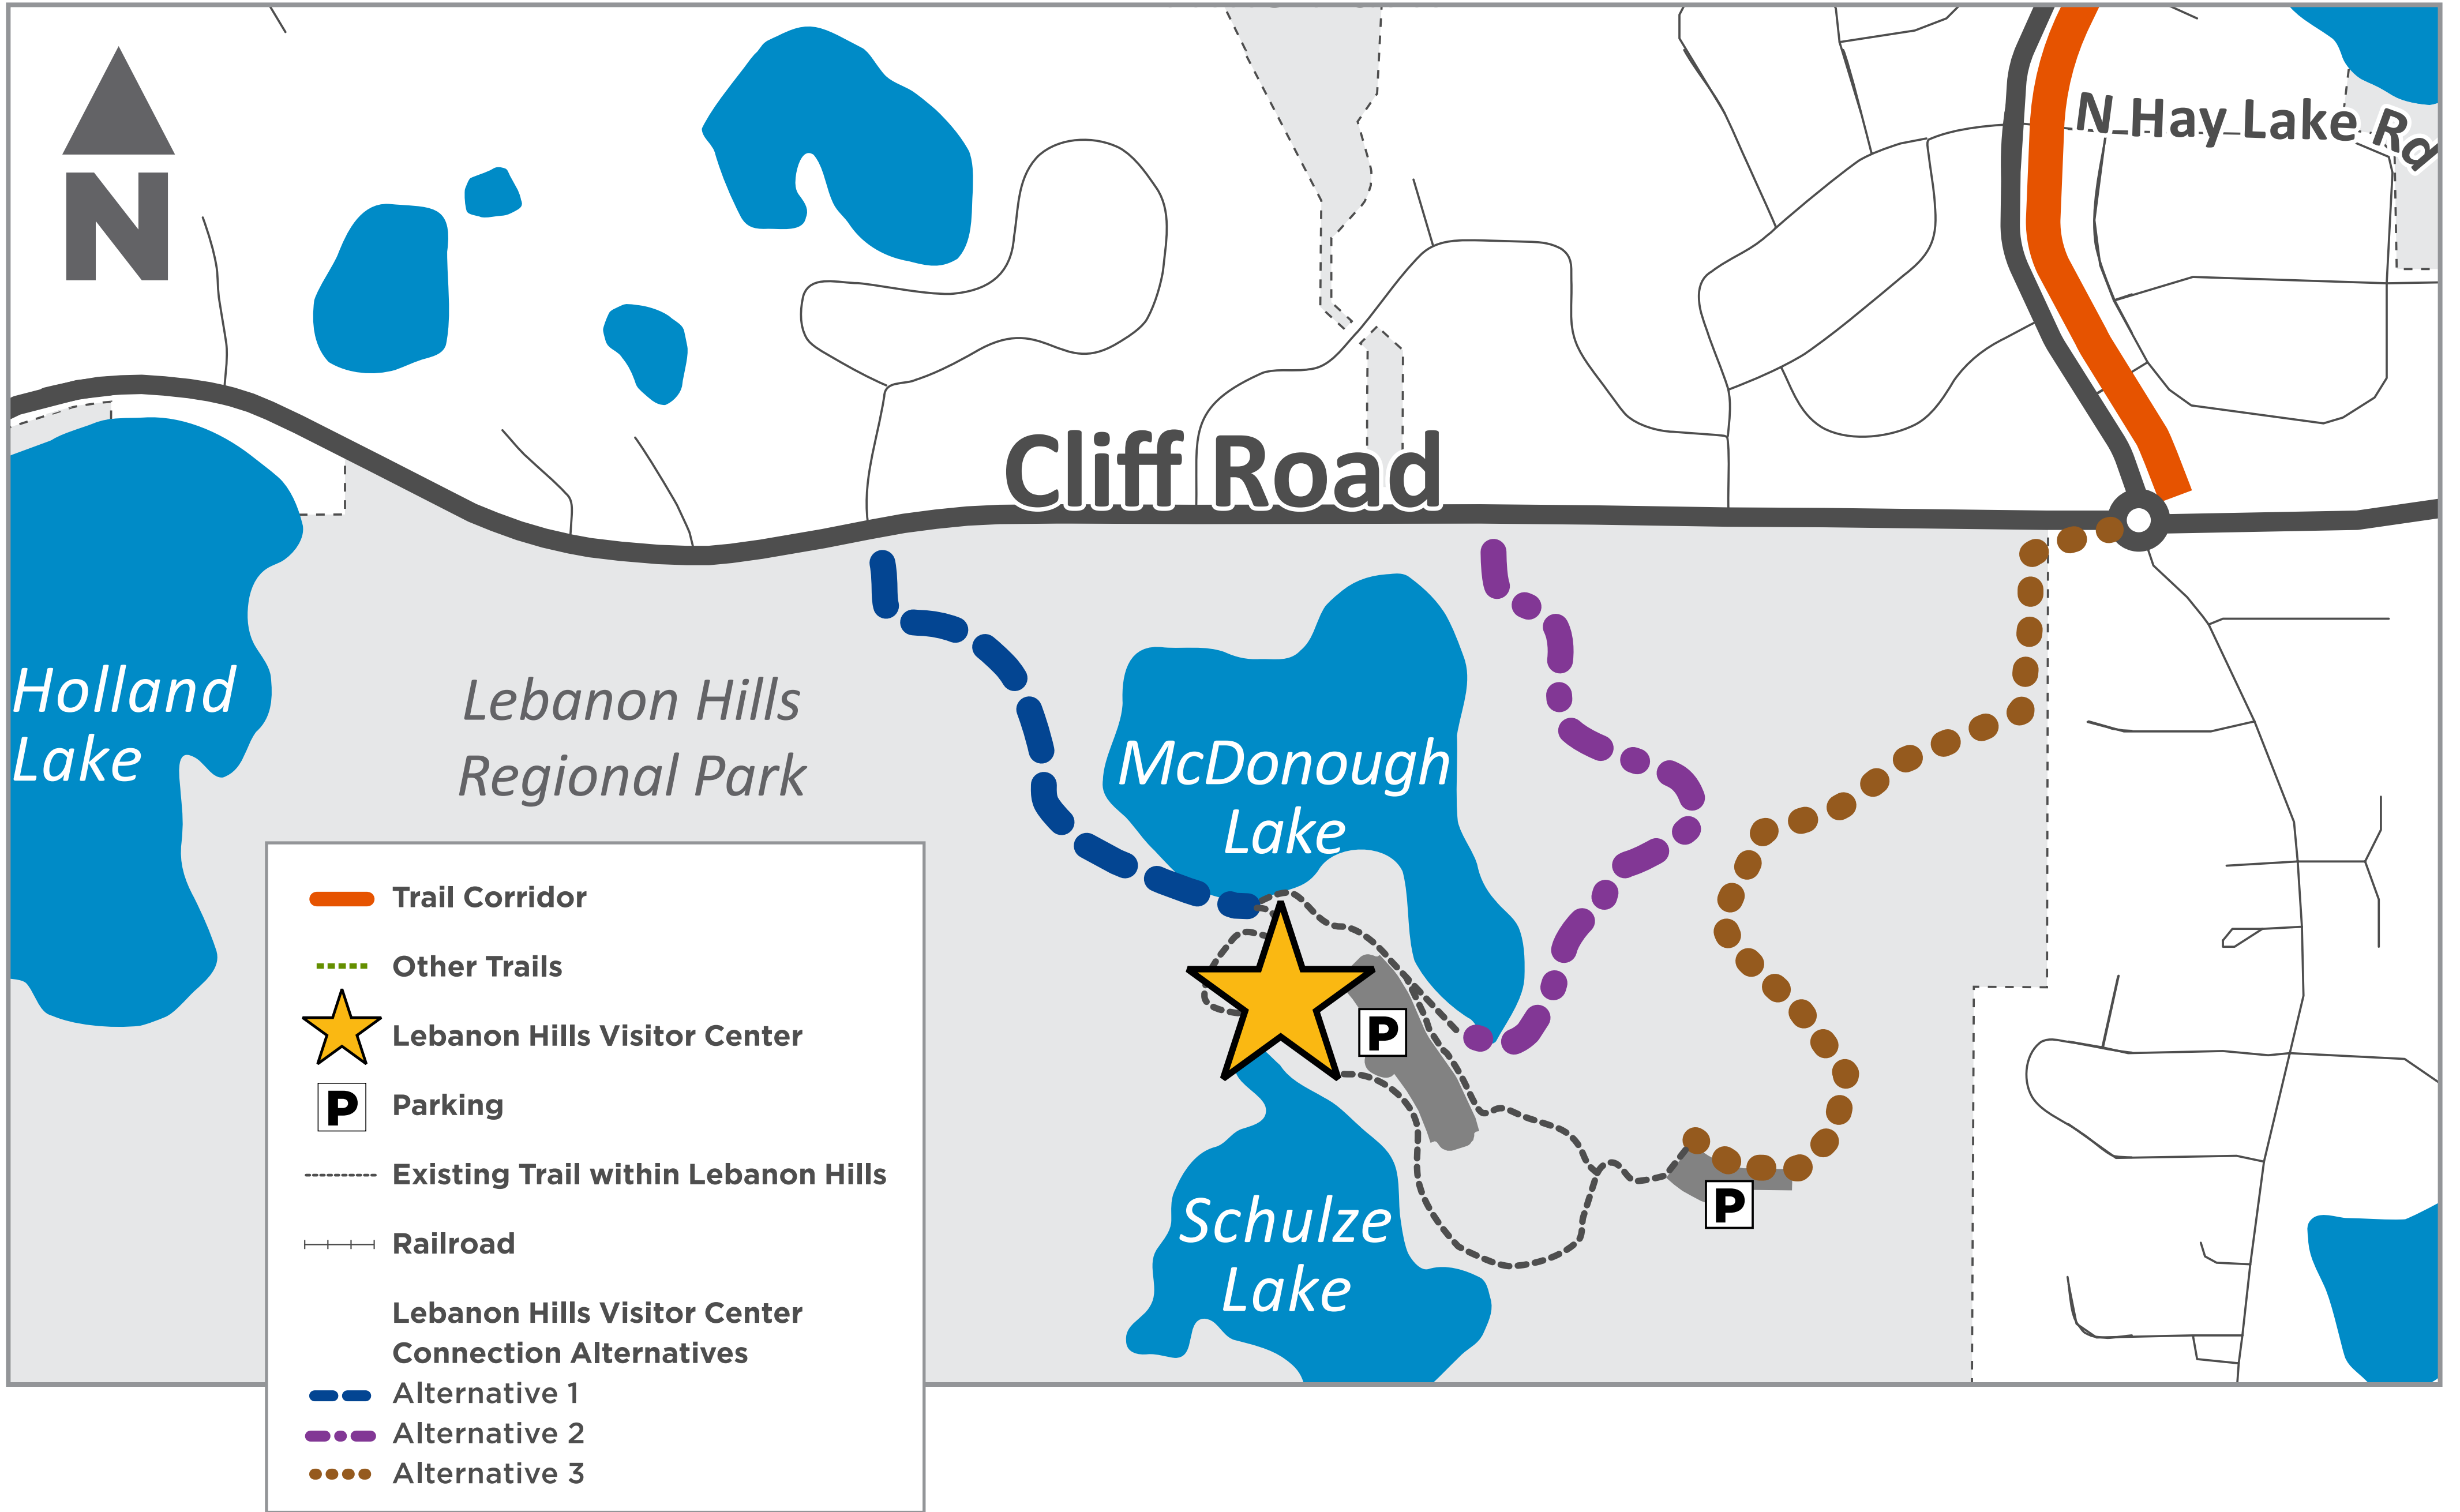 N
N Hay Lake Rd
Cliff Road
Holland
Lake
Lebanon Hills
Regional Park
McDonough
Lake
P
P
Schulze
Lake
Trail Corridor
Other Trails
Lebanon Hills Visitor Center
P
Parking
Existing Trail within Lebanon Hills
Railroad
Lebanon Hills Visitor Center
Connection Alternatives
Alternative 1
Alternative 2
Alternative 3